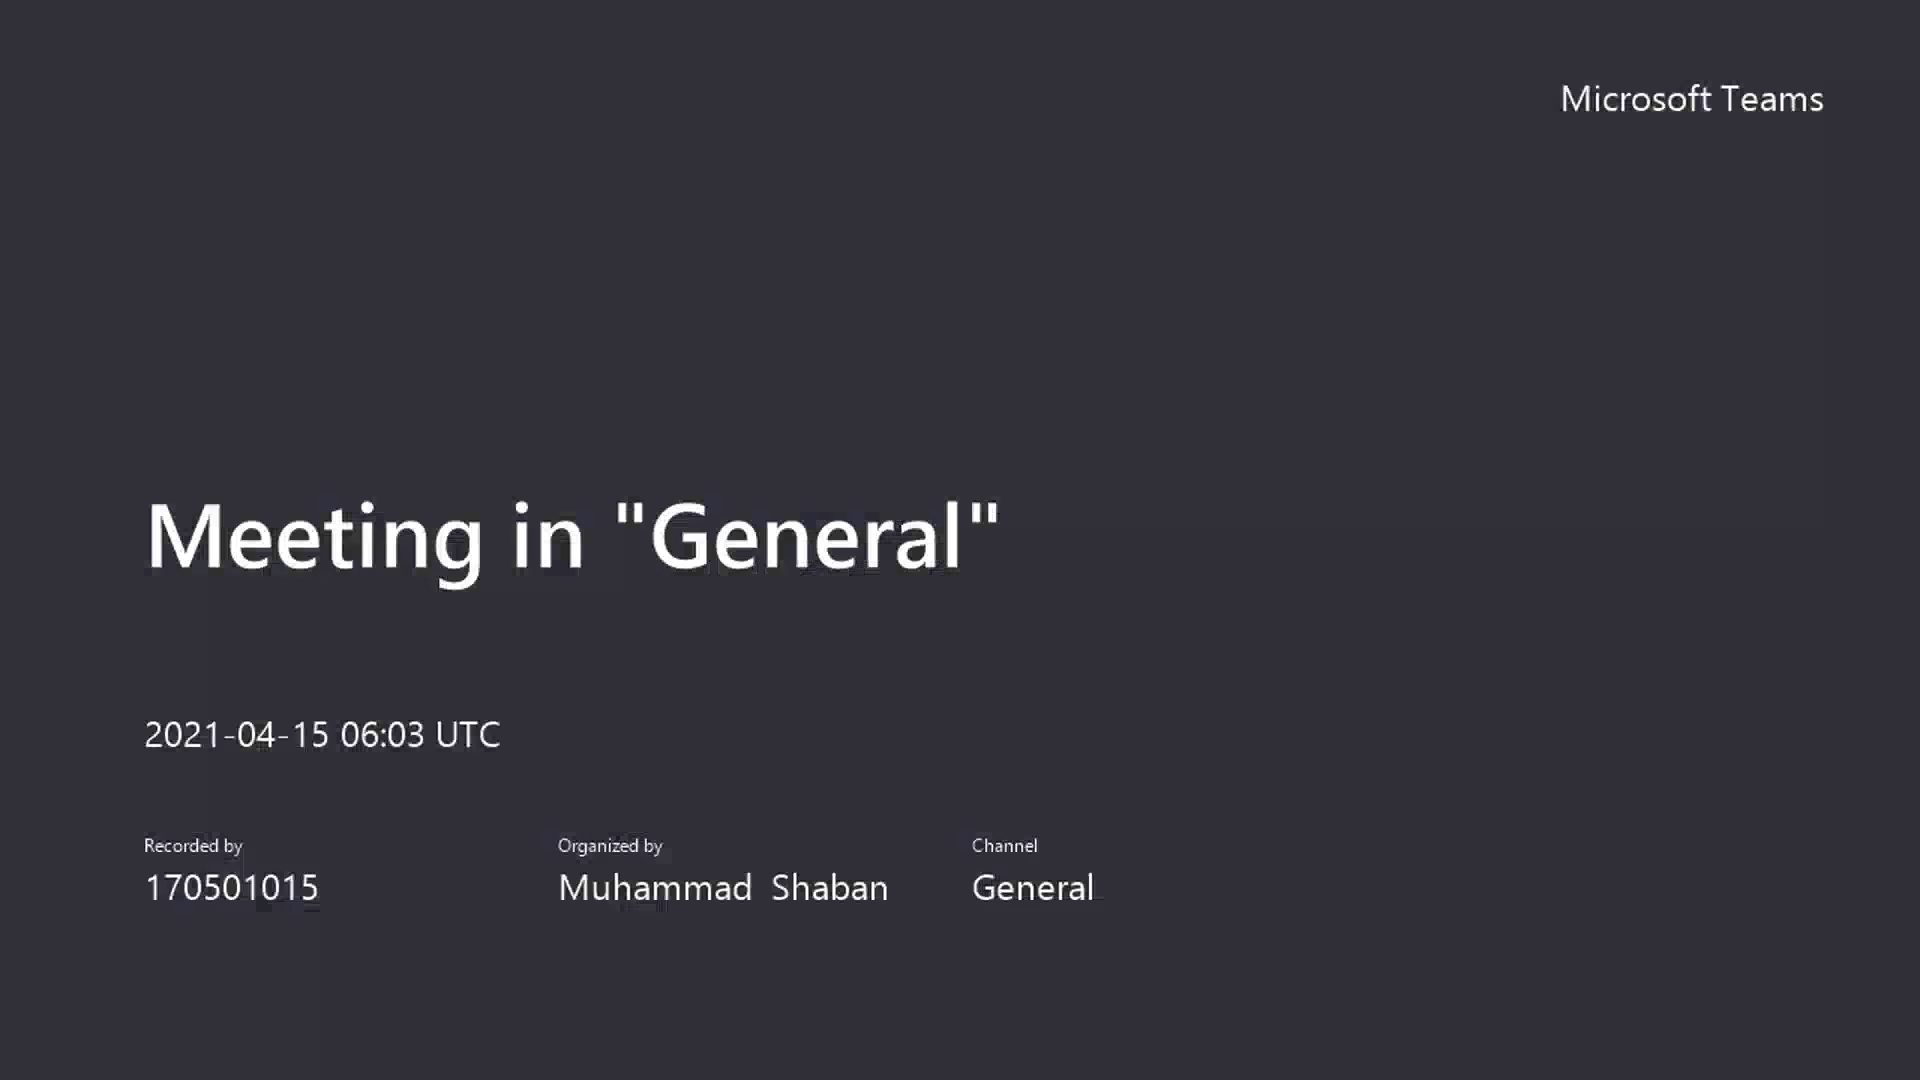 Microsoft Teams
Meeting in "General"
2021-04-15 06:03 UTC
Recorded by
170501015
Organized by
Muhammad  Shaban
Channel
General